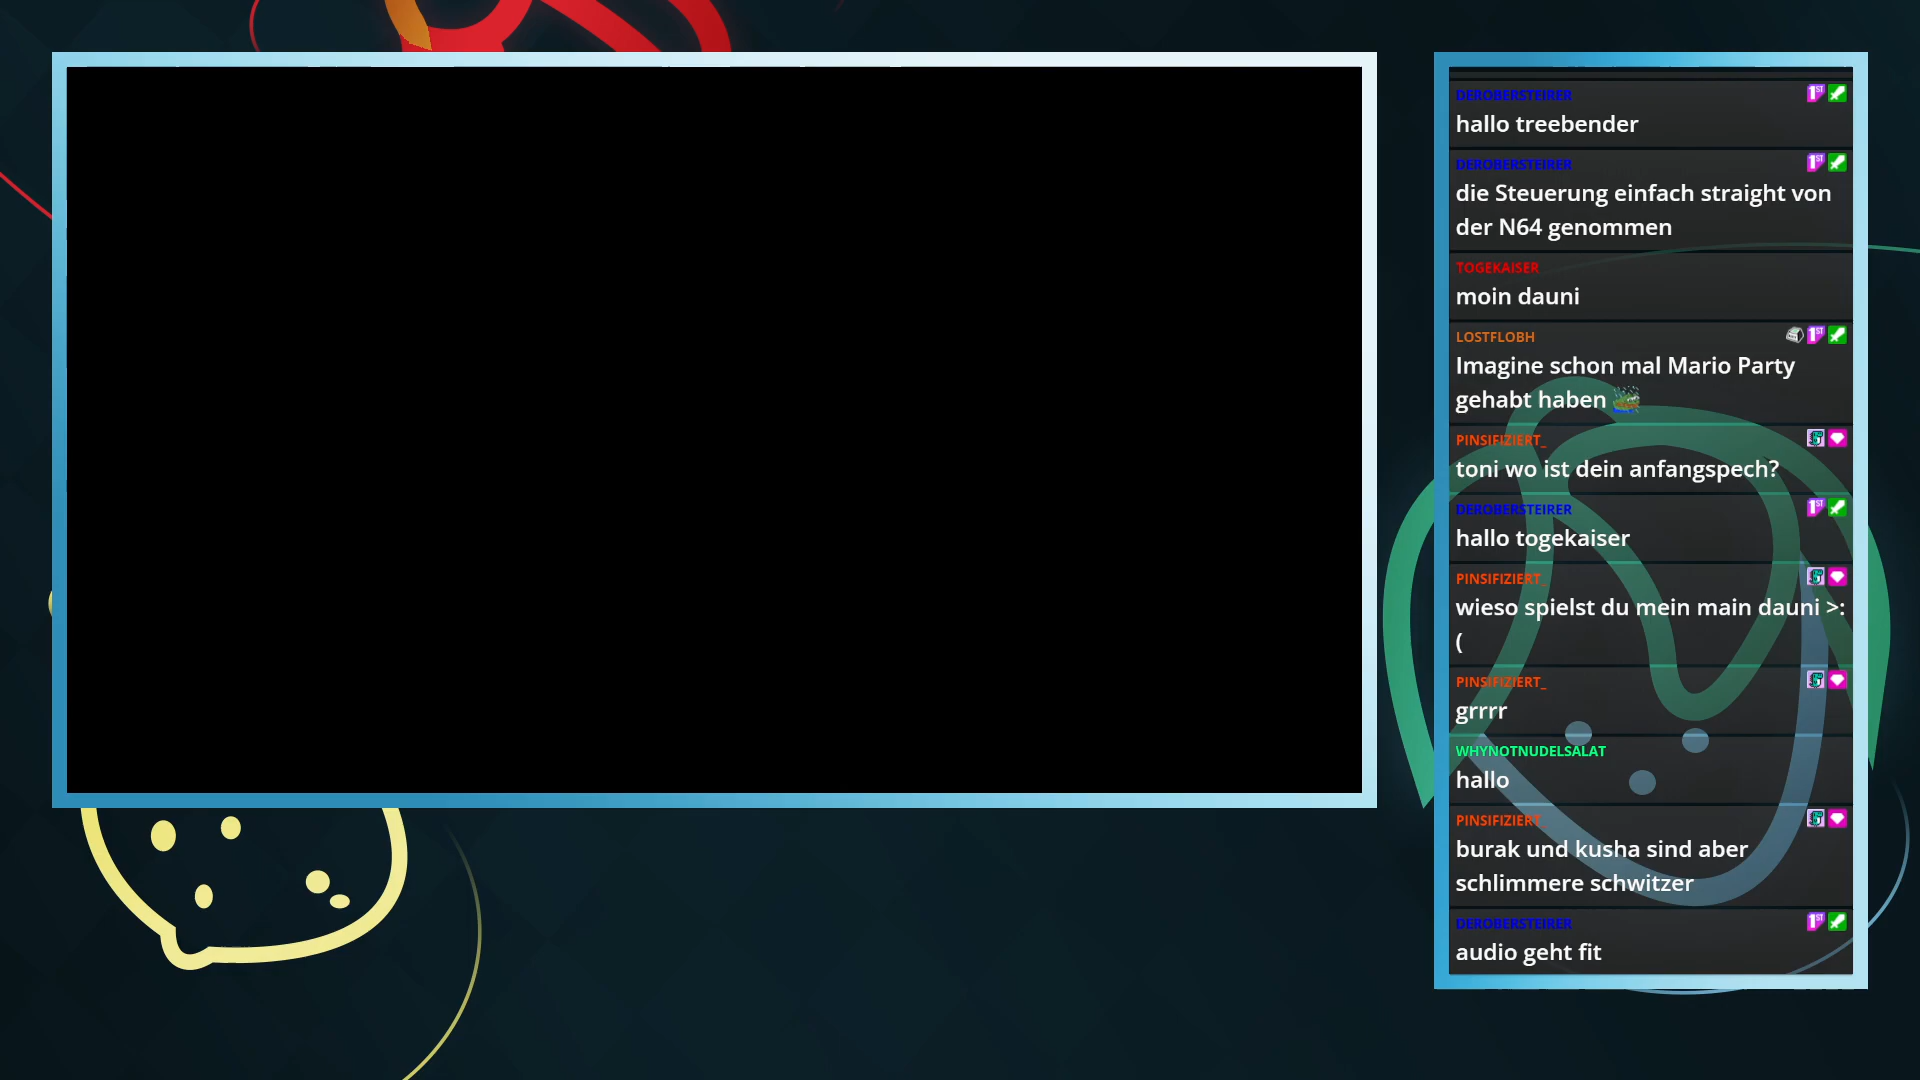 DEROBERSTEIRER
hallo treebender
DEROBERSTEIRER
die Steuerung einfach straight von
der N64 genommen
TOGEKAISER
moin dauni
LOSTFLOBH
Imagine schon mal Mario Party
gehabt haben
PINSIFIZIERT_
toni wo ist dein anfangspech?
DEROBERSTEIRER
hallo togekaiser
PINSIFIZIERT_
wieso spielst du mein main dauni >:
(
PINSIFIZIERT_
grrrr
WHYNOTNUDELSALAT
hallo
PINSIFIZIERT_
burak und kusha sind aber
schlimmere schwitzer
DEROBERSTEIRER
audio geht fit